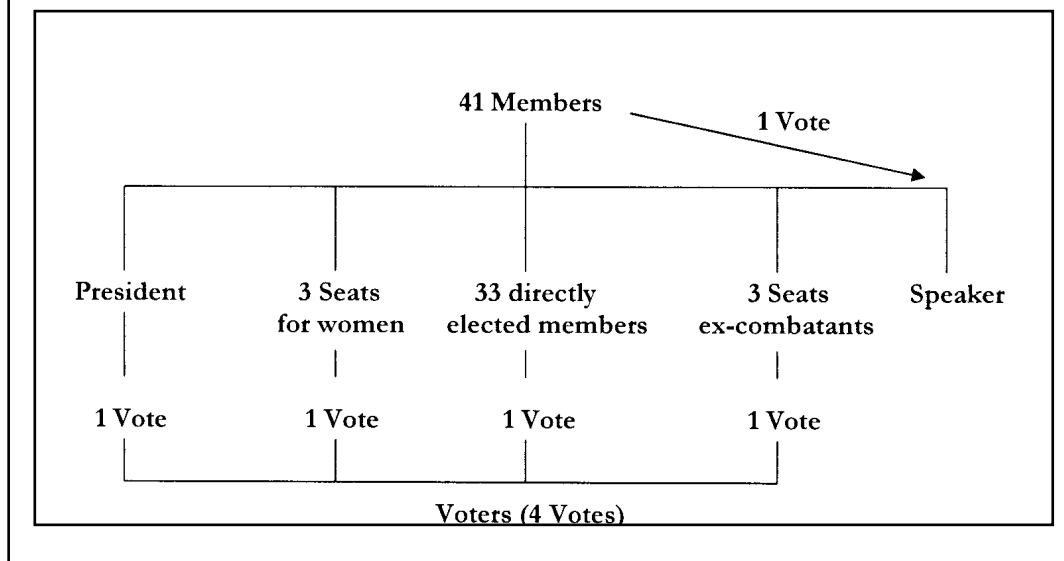 41 Members
1 Vote
President
3 Seats
for women
33 directly
elected members
3 Seats
ex-combatants
Speaker
1 Vote
1 Vote
1 Vote
1 Vote
Voters (4 Votes)